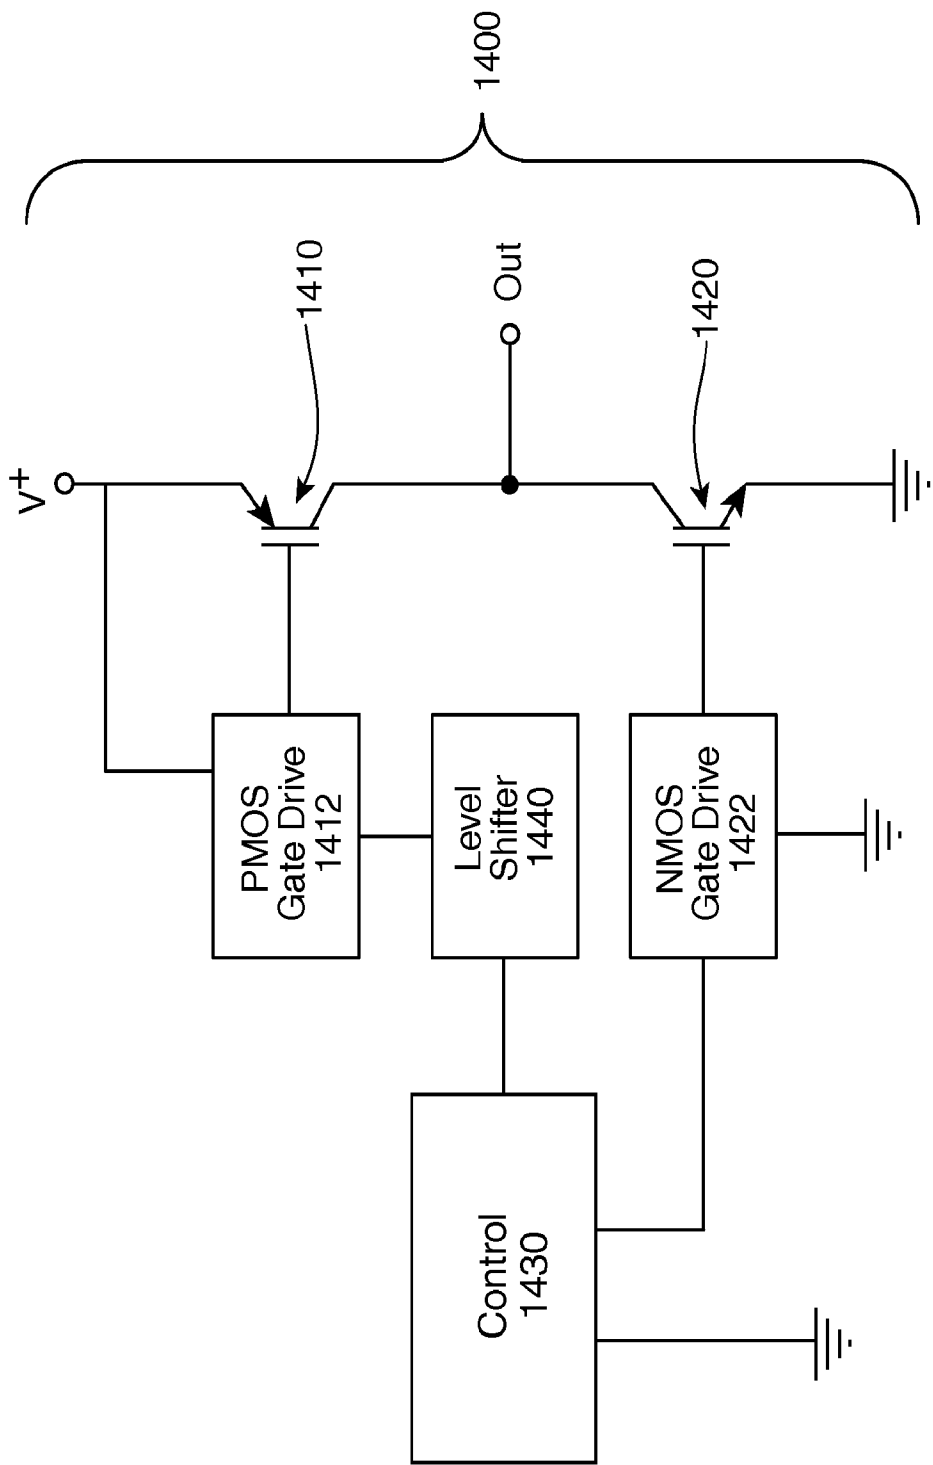 1400
V+
1410
Out
1420
PMOS
Gate Drive
1412
Level
Shifter
1440
NMOS
Gate Drive
1422
Control
1430